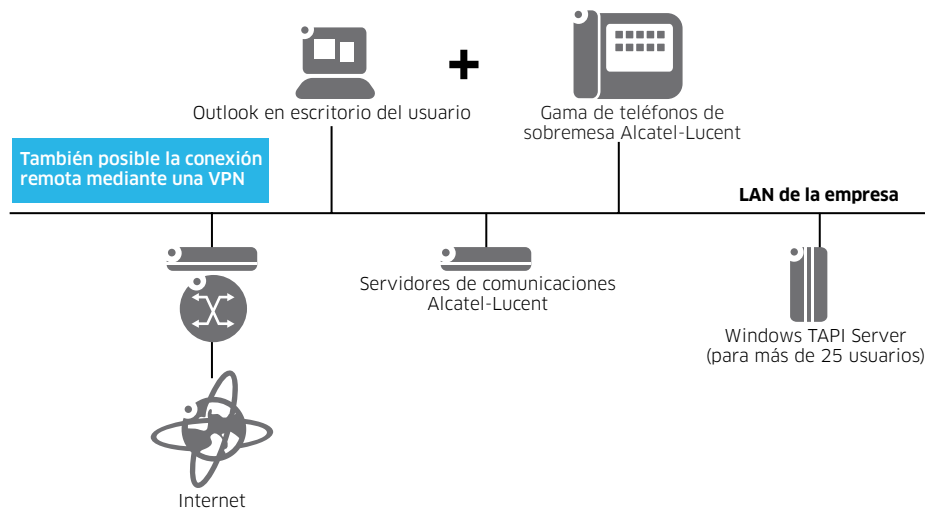 Outlook en escritorio del usuario
Gama de teléfonos de
sobremesa Alcatel-Lucent
También posible la conexión
remota mediante una VPN
LAN de la empresa
Servidores de comunicaciones
Alcatel-Lucent
Windows TAPI Server
(para más de 25 usuarios)
Internet